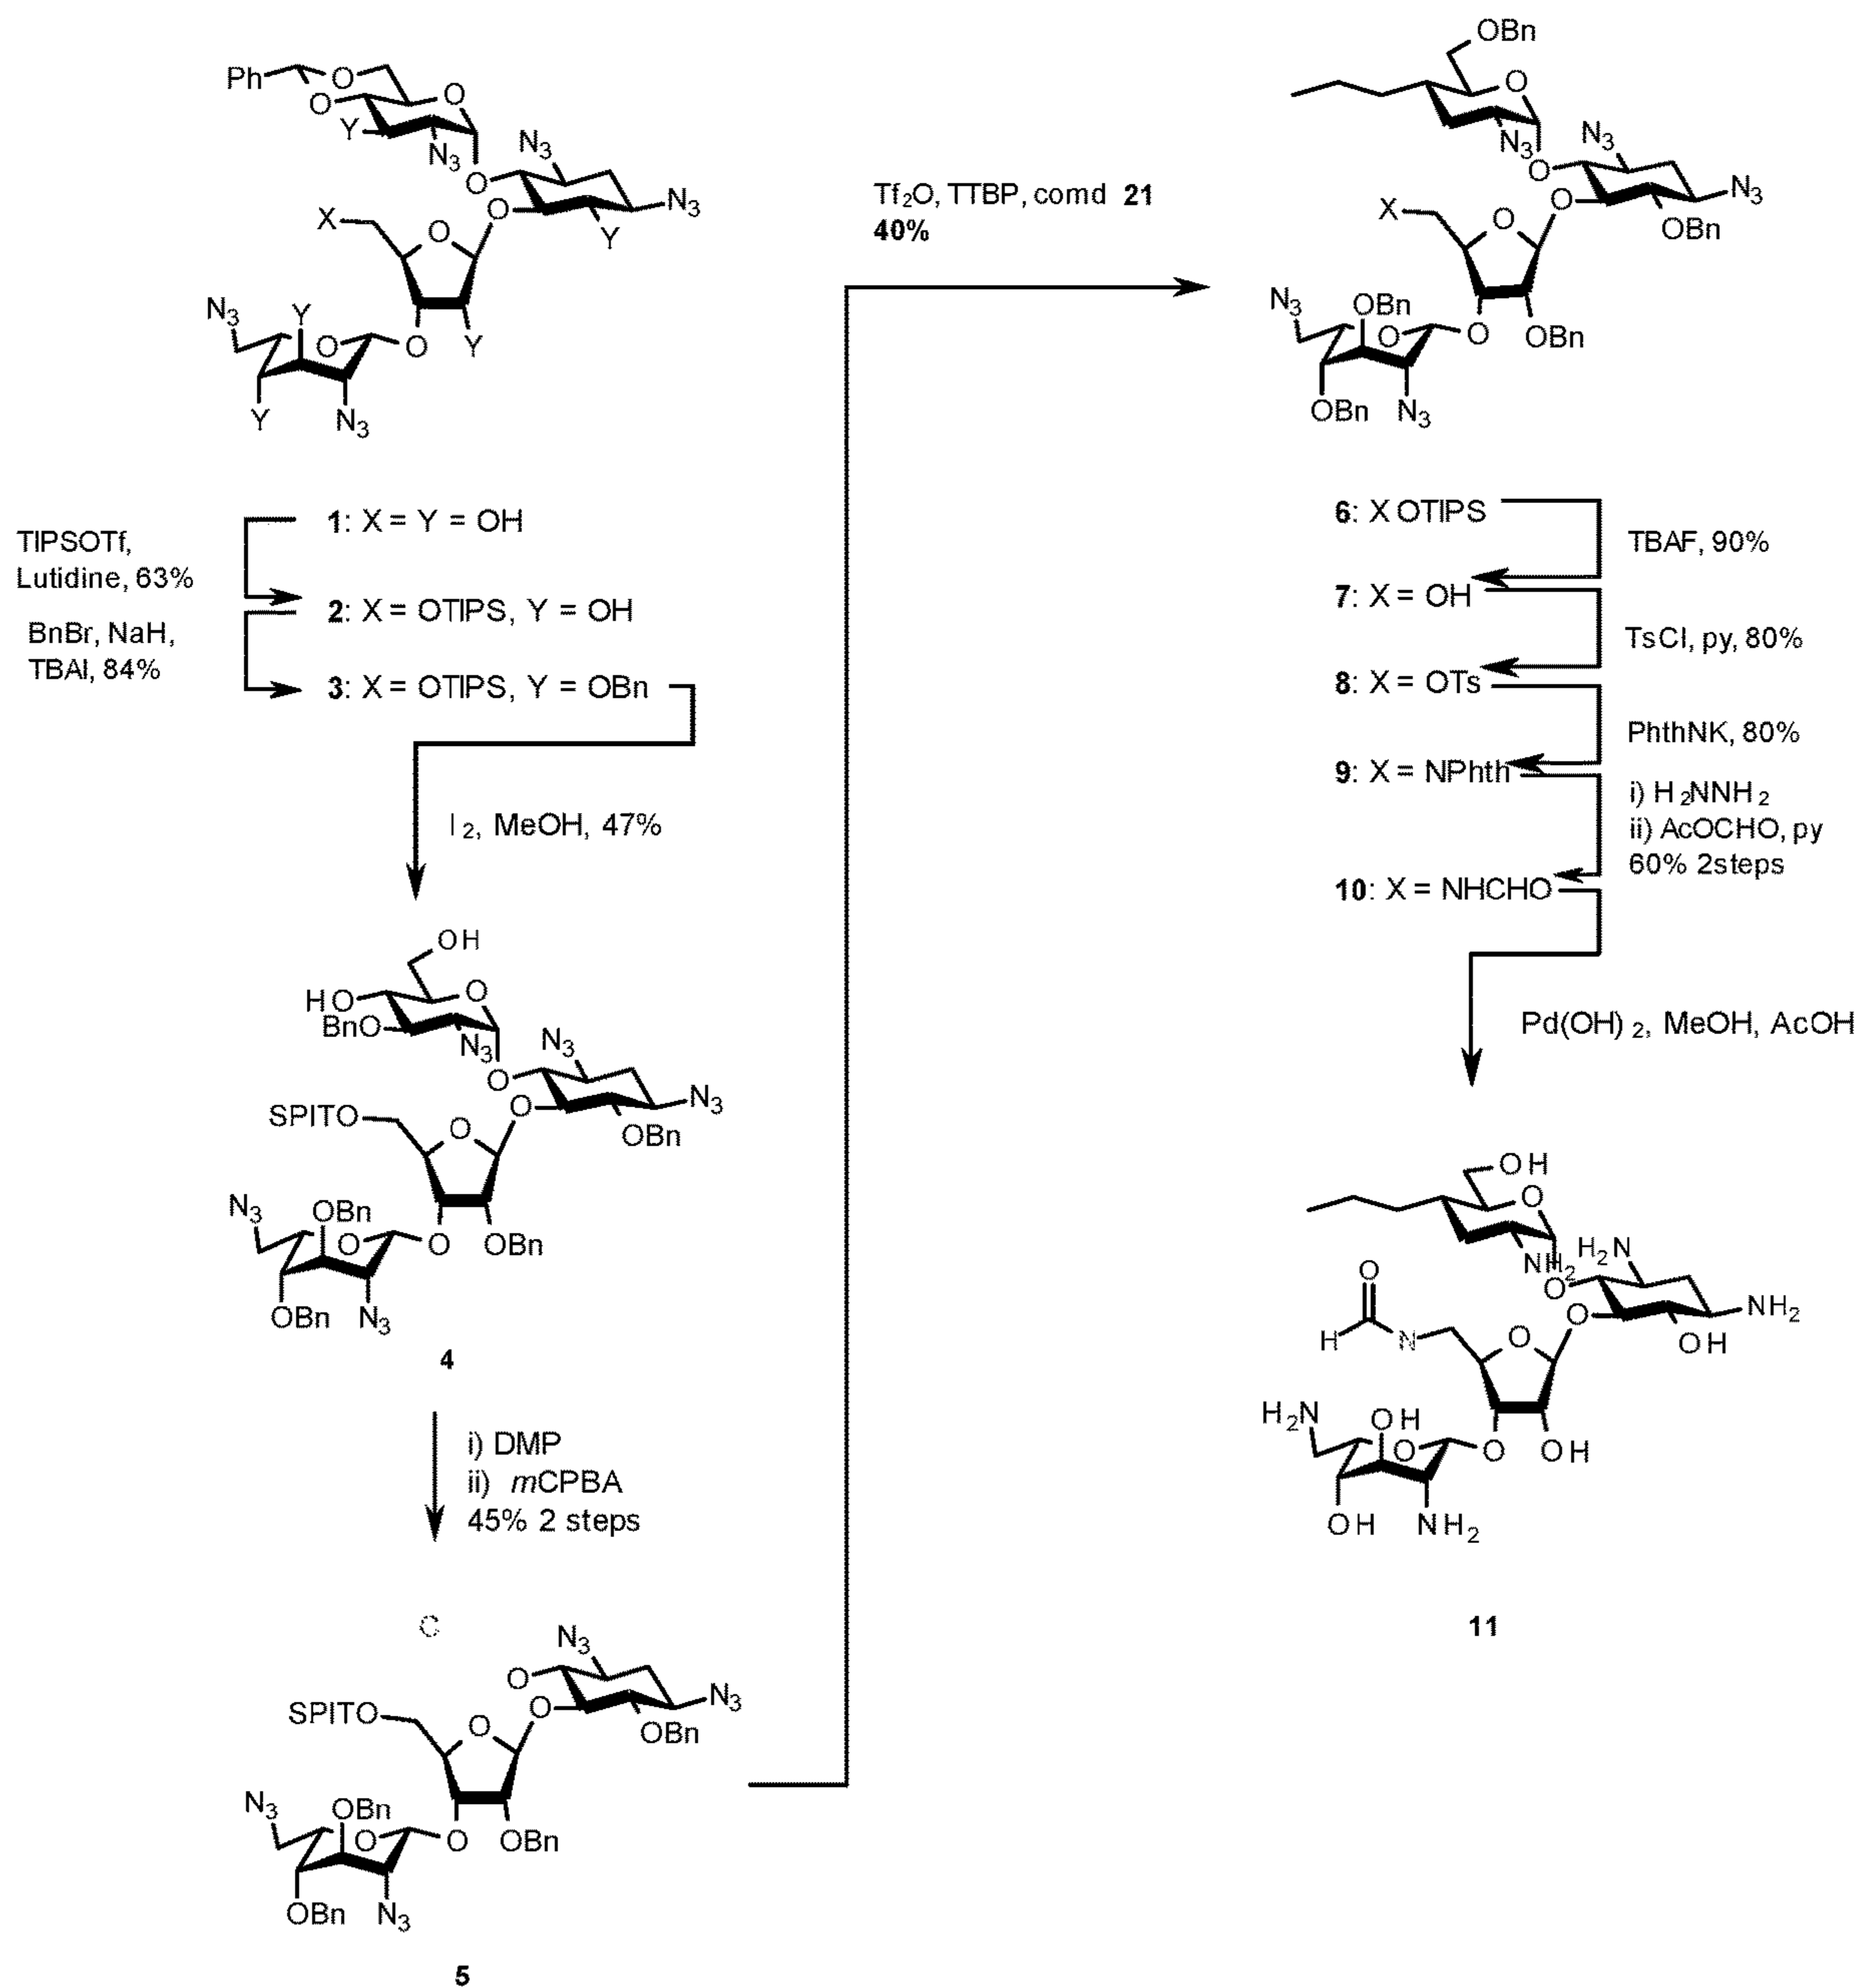 Ph
O
O
O
Y
N3
N3
O
N3
X
O
O
Y
N3
Y
O
O
Y
Y
N3
1: X = Y = OH
TIPSOTf,
Lutidine, 63%
2: X = OTIPS, Y = OH
BnBr, NaH,
TBAI, 84%
3: X = OTIPS, Y = OBn
I2, MeOH, 47%
OH
HO
O
BnO
N3
N3
O
N3
SPITO
O
O
OBn
N3
OBn
O
O
OBn
OBn
N3
4
i) DMP
ii) mCPBA
45% 2 steps
O
N3
O
N3
SPITO
O
O
OBn
N3
OBn
O
O
OBn
OBn
N3
5
Tf2O, TTBP, comd 21
40%
OBn
O
N3
N3
O
N3
X
O
O
OBn
N3
OBn
O
O
OBn
OBn
N3
6: X OTIPS
TBAF, 90%
7: X = OH
TsCl, py, 80%
8: X = OTs
PhthNK, 80%
9: X = NPhth
i) H2NNH2
ii) AcOCHO, py
60% 2steps
10: X = NHCHO
Pd(OH)2, MeOH, AcOH
OH
O
NH2
H2N
O
NH2
O
H
N
O
O
OH
H2N
OH
O
O
OH
OH
NH2
11